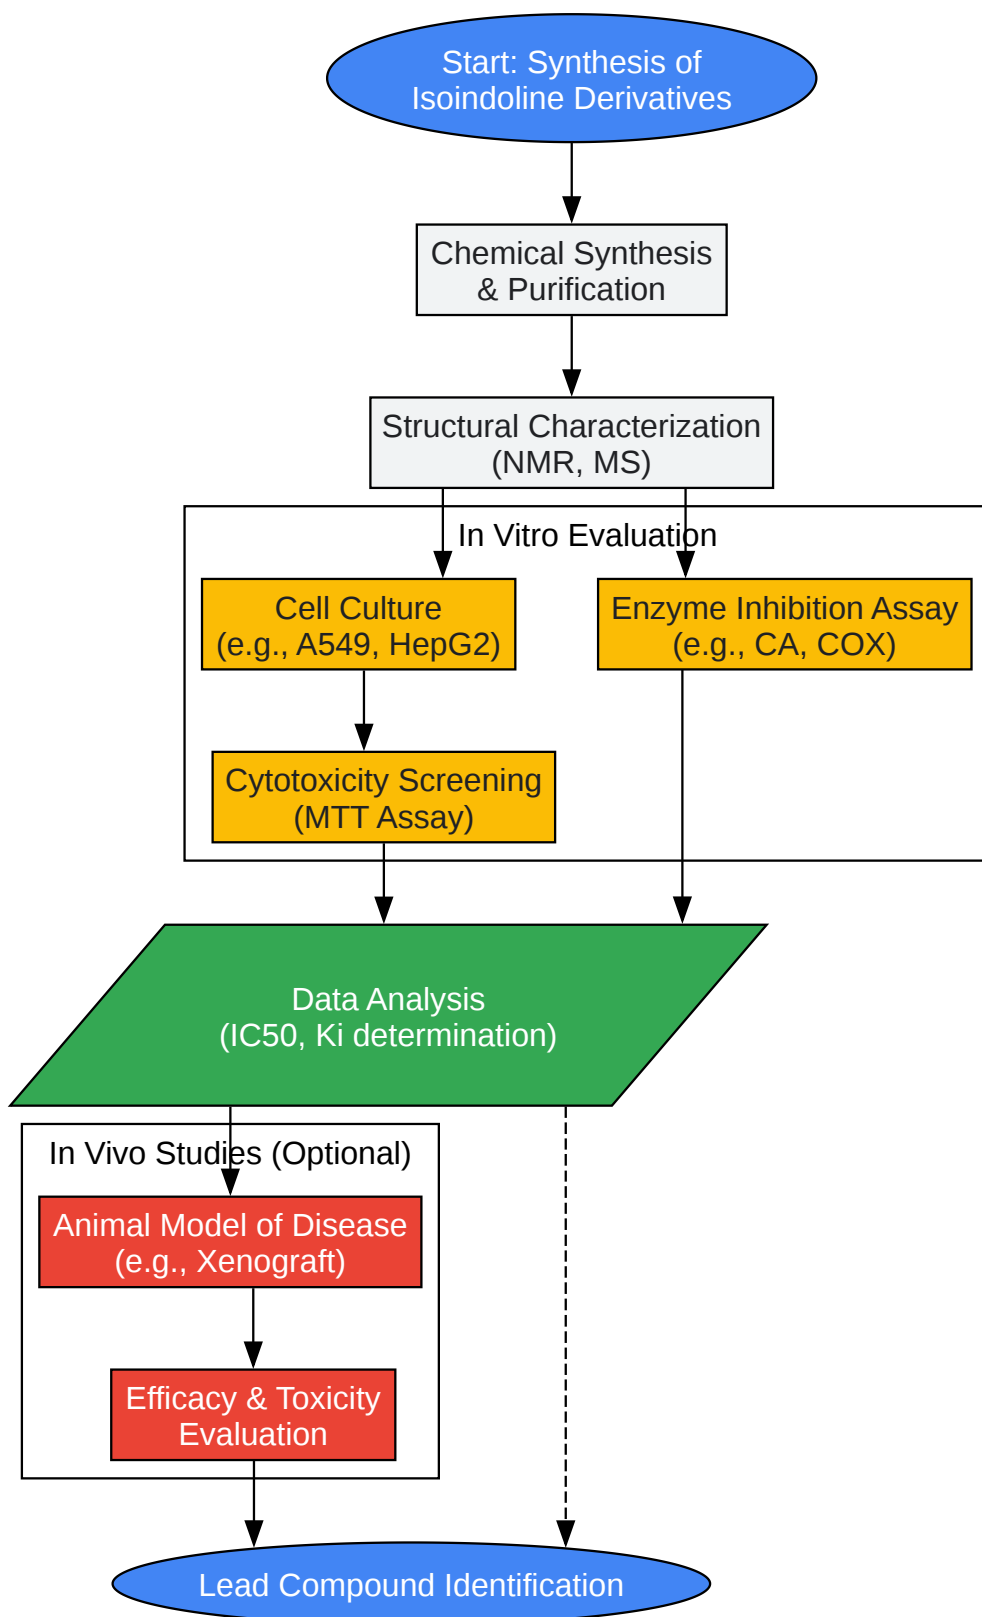 Start: Synthesis of
Isoindoline Derivatives
Chemical Synthesis
& Purification
Structural Characterization
(NMR, MS)
In Vitro Evaluation
Cell Culture
(e.g., A549, HepG2)
Enzyme Inhibition Assay
(e.g., CA, COX)
Cytotoxicity Screening
(MTT Assay)
Data Analysis
(IC50, Ki determination)
In Vivo Studies (Optional)
Animal Model of Disease
(e.g., Xenograft)
Efficacy & Toxicity
Evaluation
Lead Compound Identification